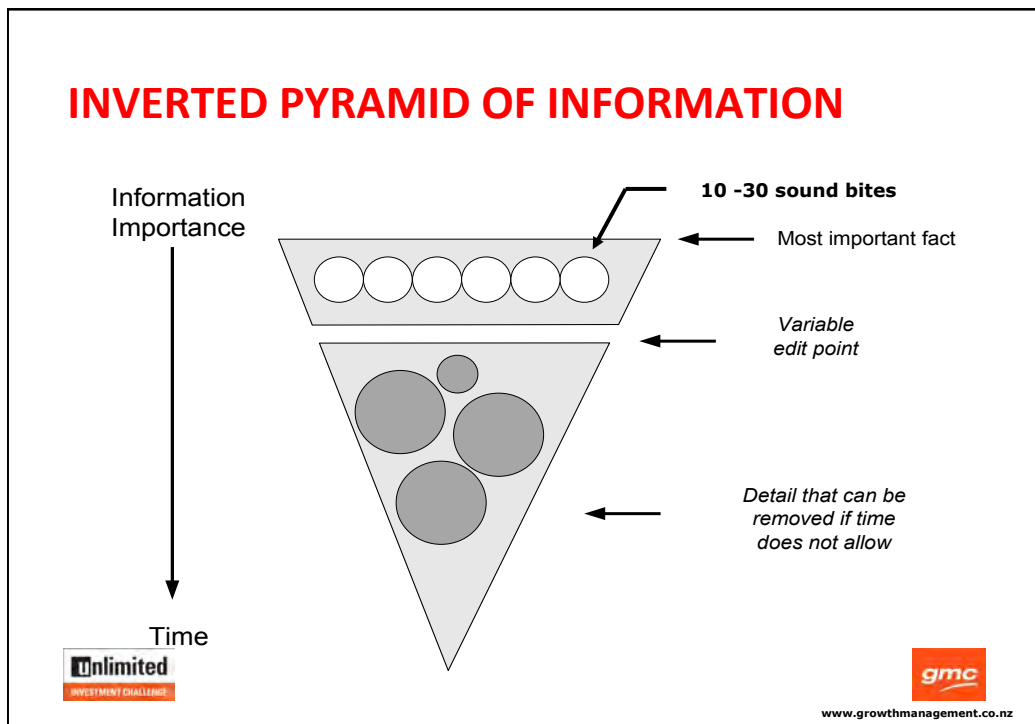 INVERTED PYRAMID OF INFORMATION
Information
Importance
10 -30 sound bites
Most important fact
Variable
edit point
Detail that can be
removed if time
does not allow
Time
unlimited
INVESTMENT CHALLENGE
gmc
www.growthmanagement.co.nz